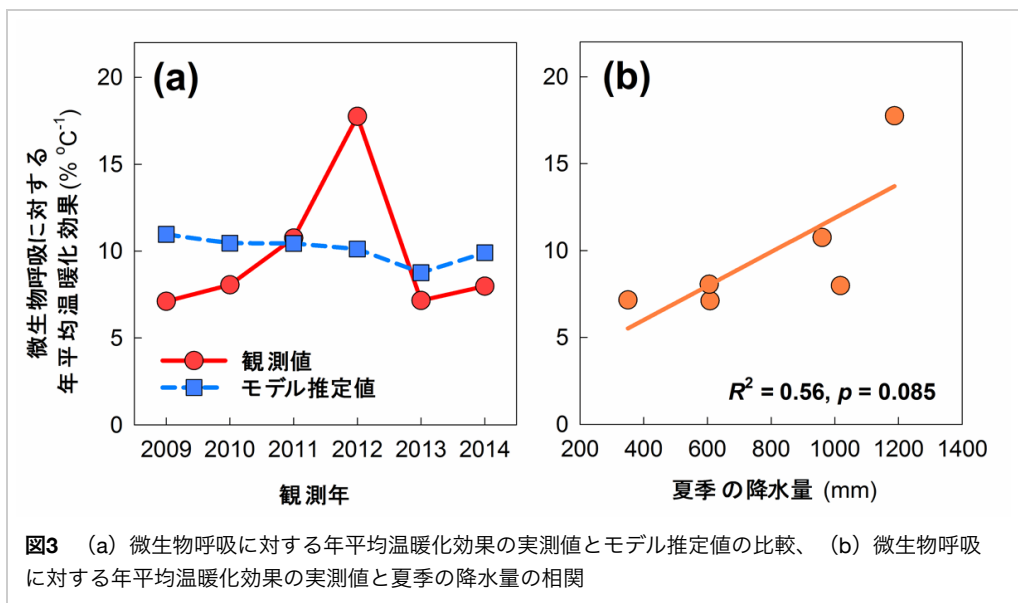 (a)
微生物呼吸に対する
年平均温暖化効果(% ºC⁻¹)
20
15
10
5
0
観測値
モデル推定値
2009 2010 2011 2012 2013 2014
観測年
(b)
20
15
10
5
0
R² = 0.56, p = 0.085
200 400 600 800 1000 1200 1400
夏季の降水量 (mm)
図3 （a）微生物呼吸に対する年平均温暖化効果の実測値とモデル推定値の比較、（b）微生物呼吸
に対する年平均温暖化効果の実測値と夏季の降水量の相関